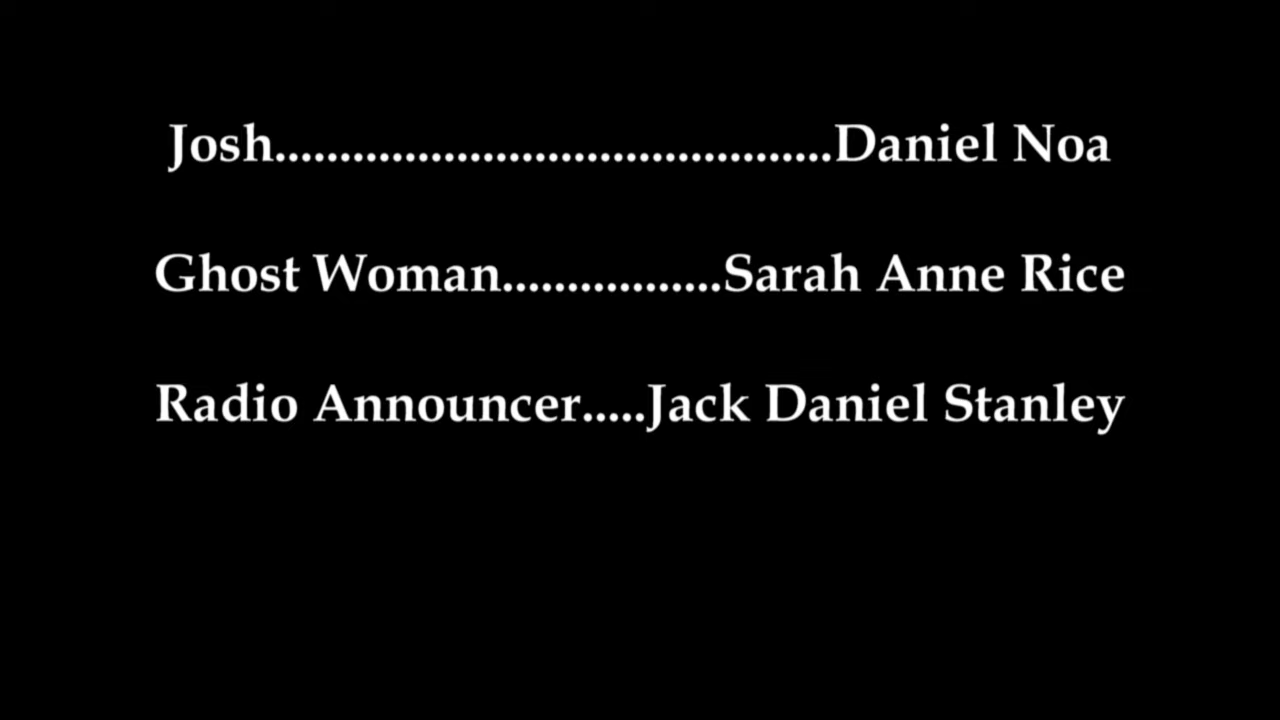 Josh...........................................Daniel Noa
Ghost Woman.................Sarah Anne Rice
Radio Announcer.....Jack Daniel Stanley